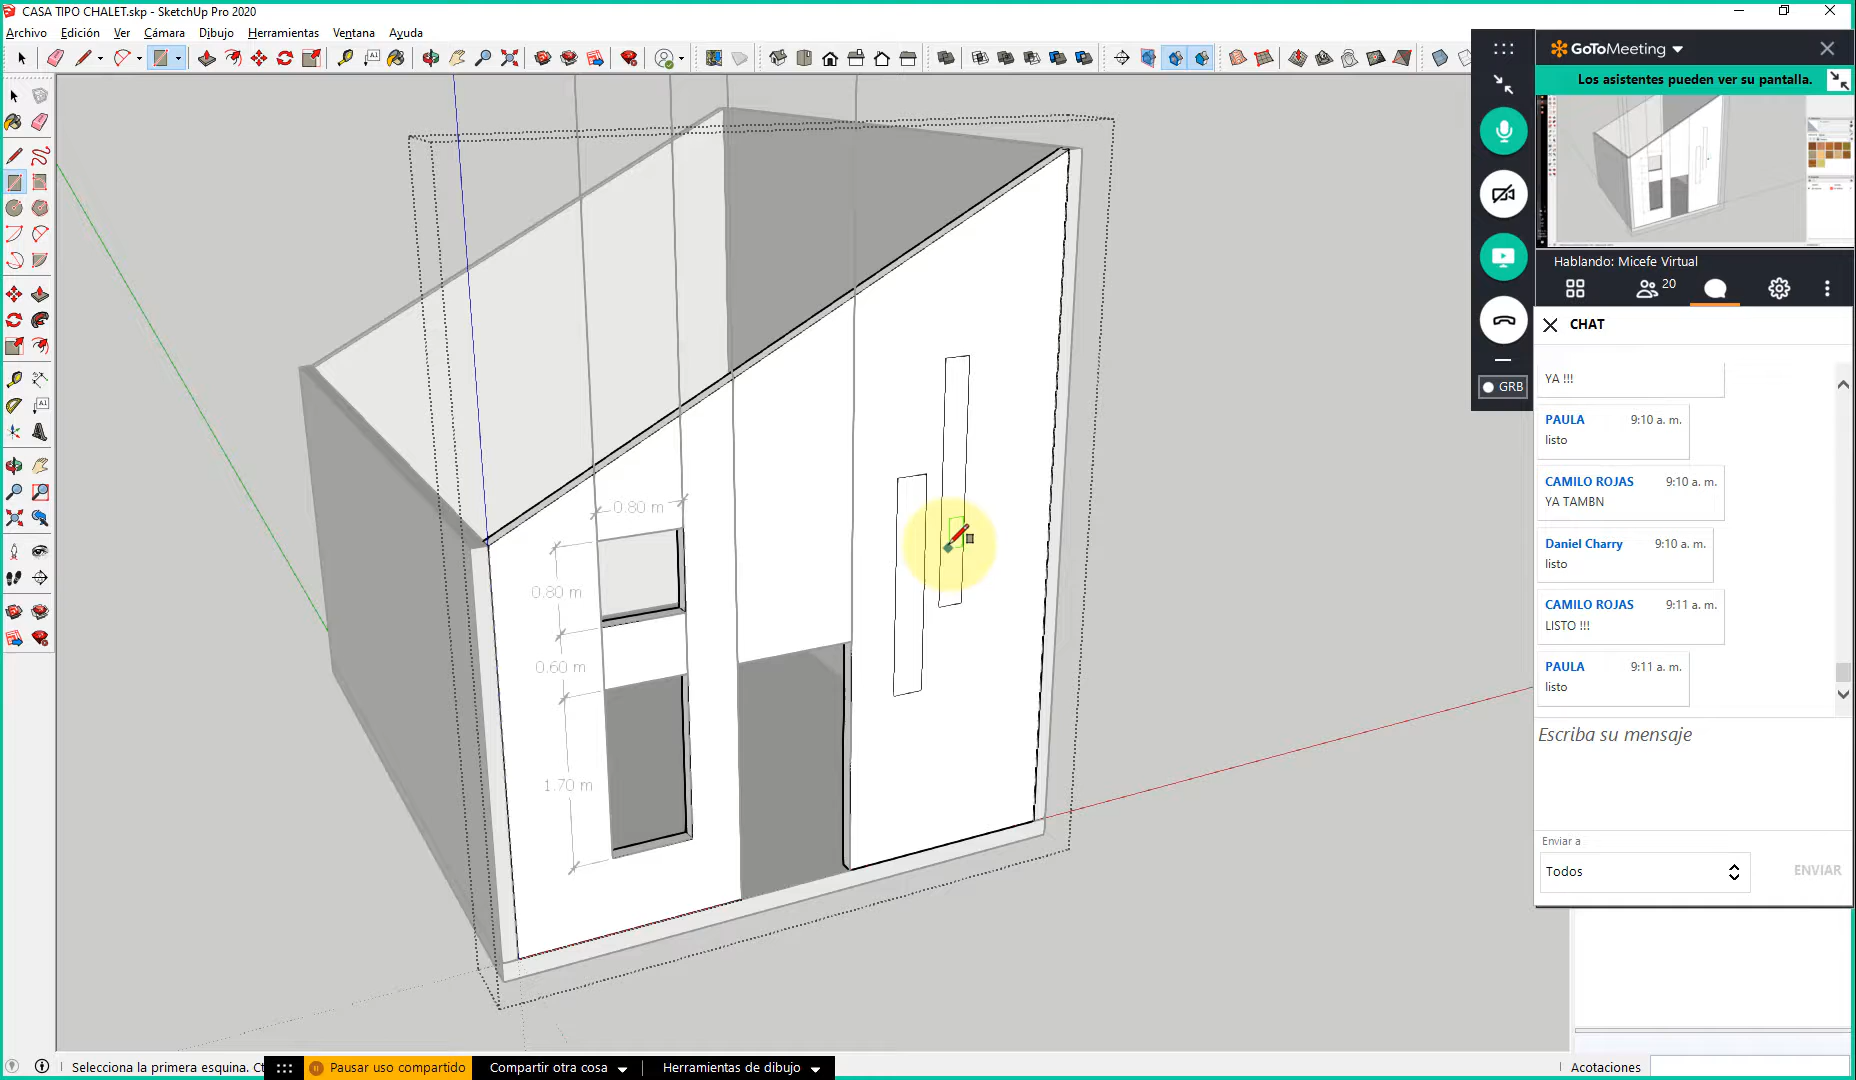 CASA TIPO CHALET.skp - SketchUp Pro 2020
Archivo Edición Ver Cámara Dibujo Herramientas Ventana Ayuda
A1
A1
0.80 m
0.80 m
0.60 m
1.70 m
GoToMeeting
Los asistentes pueden ver su pantalla.
Hablando: Micefe Virtual
20
GRB
CHAT
YA !!!
PAULA 9:10 a. m.
listo
CAMILO ROJAS 9:10 a. m.
YA TAMBN
Daniel Charry 9:10 a. m.
listo
CAMILO ROJAS 9:11 a. m.
LISTO !!!
PAULA 9:11 a. m.
listo
Escriba su mensaje
Enviar a
Todos
ENVIAR
Selecciona la primera esquina. Ct
Pausar uso compartido
Compartir otra cosa
Herramientas de dibujo
Acotaciones